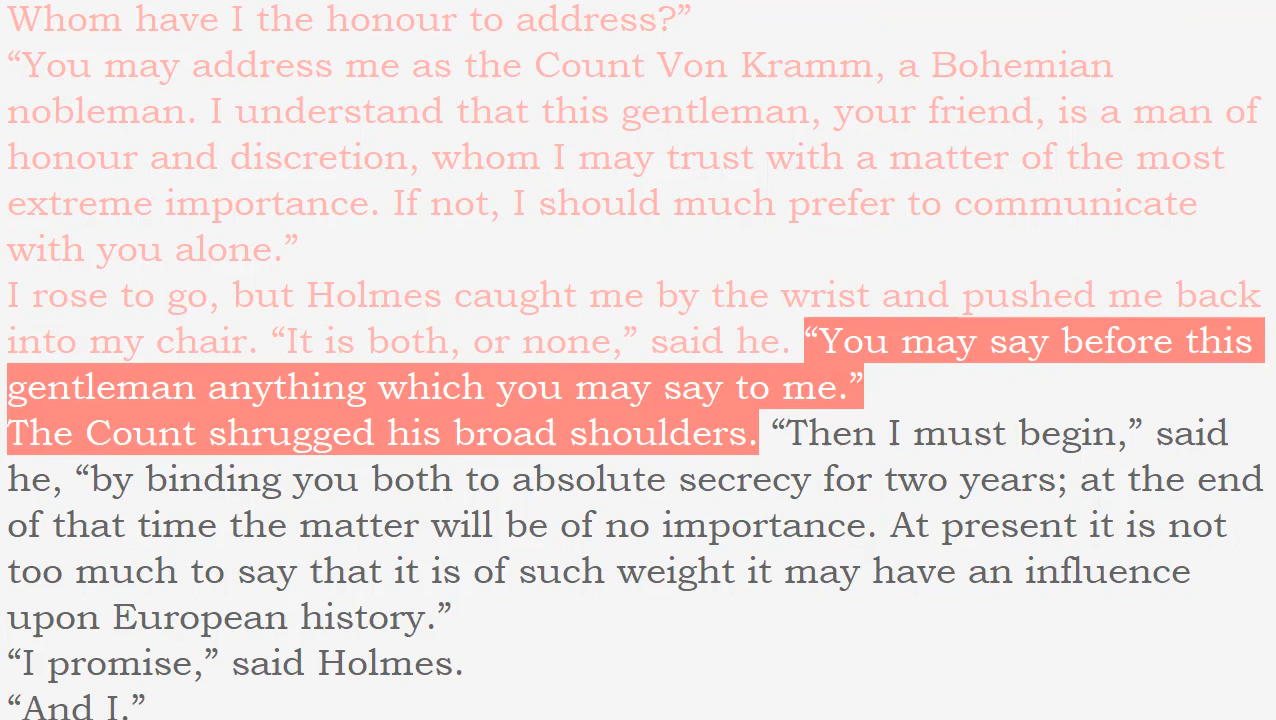 Whom have I the honour to address?”
“You may address me as the Count Von Kramm, a Bohemian
nobleman. I understand that this gentleman, your friend, is a man of
honour and discretion, whom I may trust with a matter of the most
extreme importance. If not, I should much prefer to communicate
with you alone.”
I rose to go, but Holmes caught me by the wrist and pushed me back
into my chair. “It is both, or none,” said he. “You may say before this
gentleman anything which you may say to me.”
The Count shrugged his broad shoulders. “Then I must begin,” said
he, “by binding you both to absolute secrecy for two years; at the end
of that time the matter will be of no importance. At present it is not
too much to say that it is of such weight it may have an influence
upon European history.”
“I promise,” said Holmes.
“And I.”